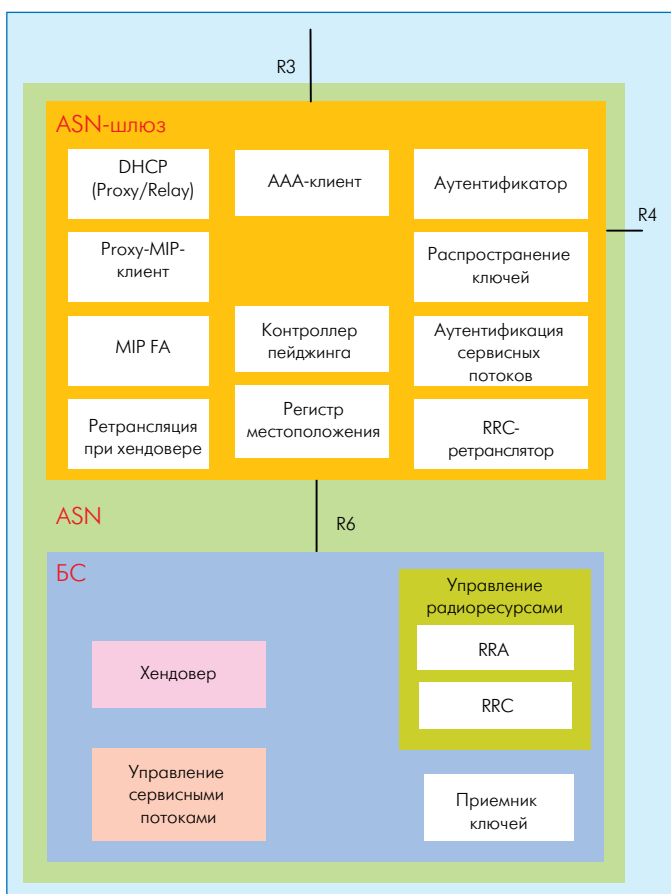 R3
ASN-шлюз
DHCP
(Proxy/Relay)
ААА-клиент
Аутентификатор
R4
Proxy-MIP-
клиент
Распространение
ключей
MIP FA
Контроллер
пейджинга
Аутентификация
сервисных
потоков
Ретрансляция
при хендовере
Регистр
местоположения
RRC-
ретранслятор
ASN
R6
БС
Управление
радиоресурсами
RRA
RRC
Хендовер
Управление
сервисными
потоками
Приемник
ключей